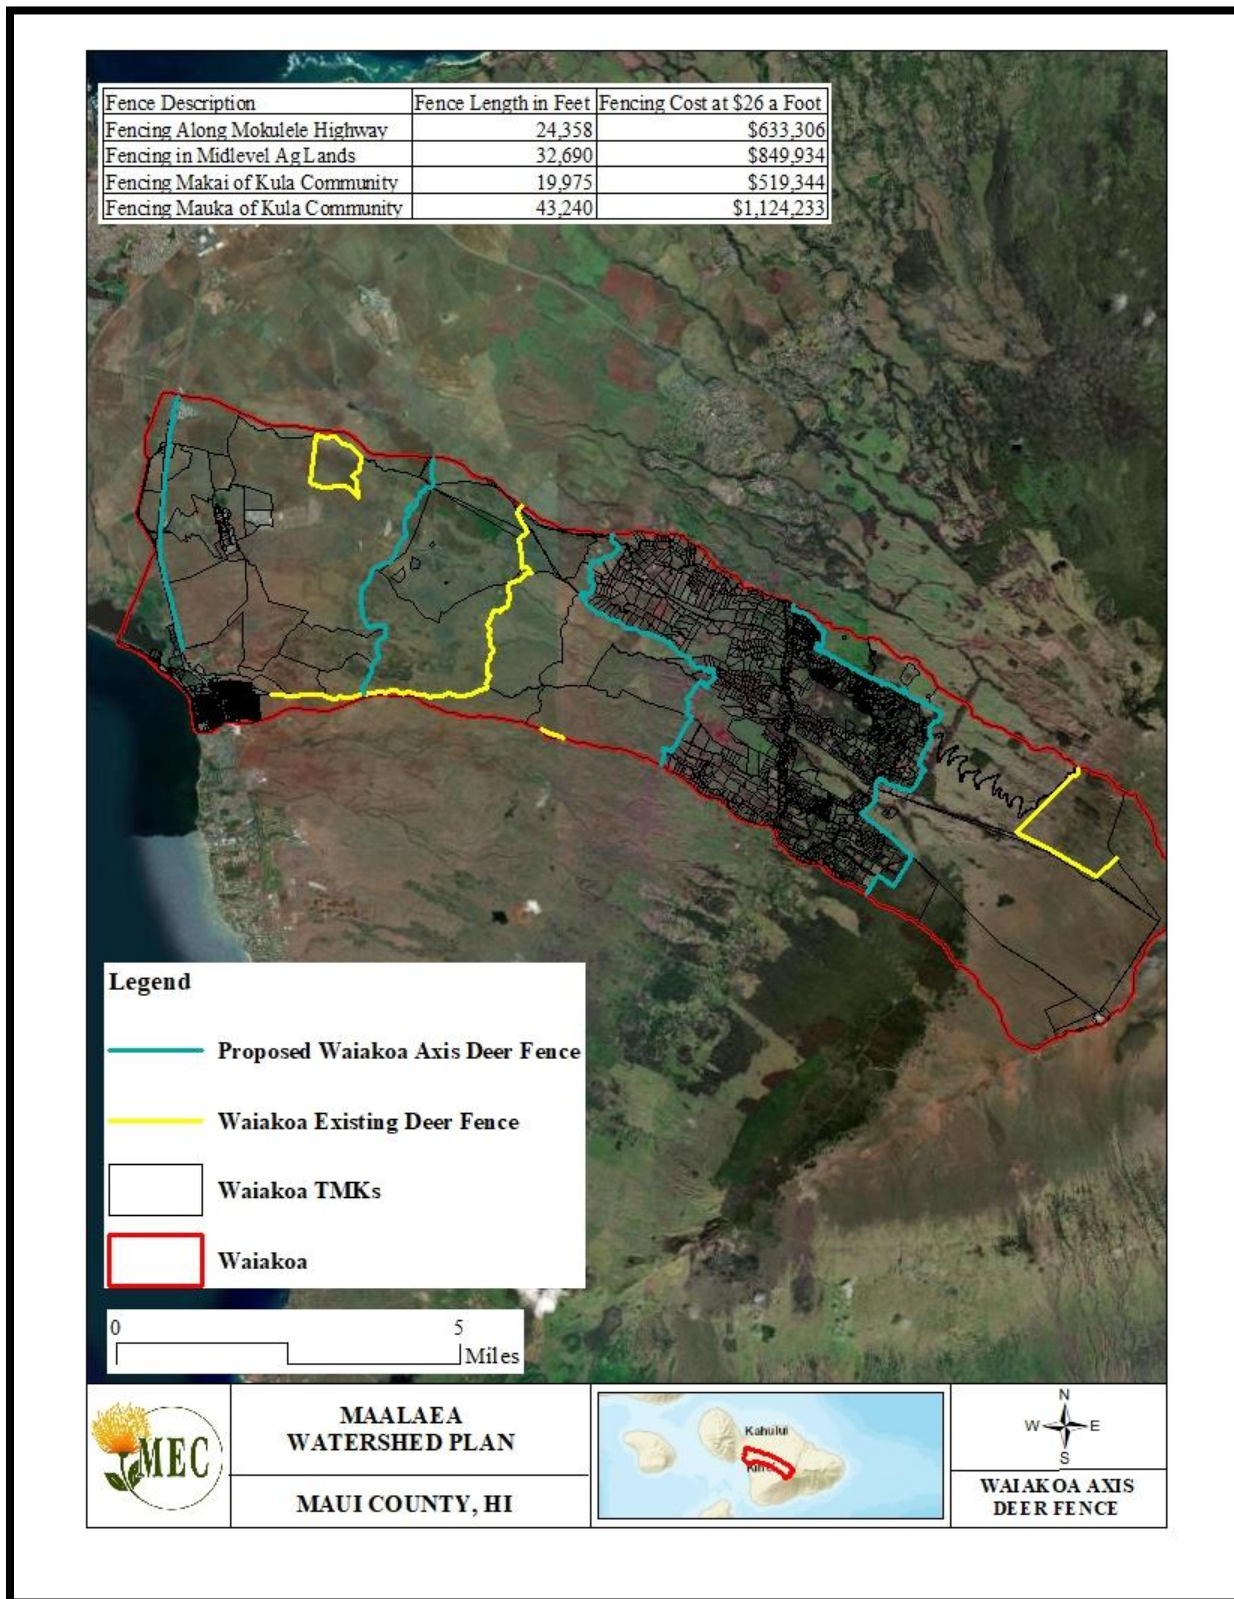 Fence Description Fence Length in Feet Fencing Cost at $26 a Foot
Fencing Along Mokulele Highway 24,358 $633,306
Fencing in Midlevel Ag Lands 32,690 $849,934
Fencing Makai of Kula Community 19,975 $519,344
Fencing Mauka of Kula Community 43,240 $1,124,233
Legend
Proposed Waiakoa Axis Deer Fence
Waiakoa Existing Deer Fence
Waiakoa TMKs
Waiakoa
0 5
Miles
MEC
MAALAEA
WATERSHED PLAN
MAUI COUNTY, HI
Kahului
N
W E
S
WAIAKOA AXIS
DEER FENCE